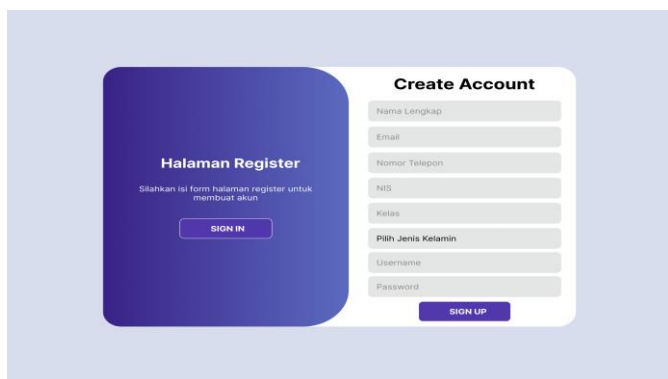 Halaman Register
Silahkan isi form halaman register untuk
membuat akun
SIGN IN
Create Account
Nama Lengkap
Email
Nomor Telepon
NIS
Kelas
Pilih Jenis Kelamin
Username
Password
SIGN UP